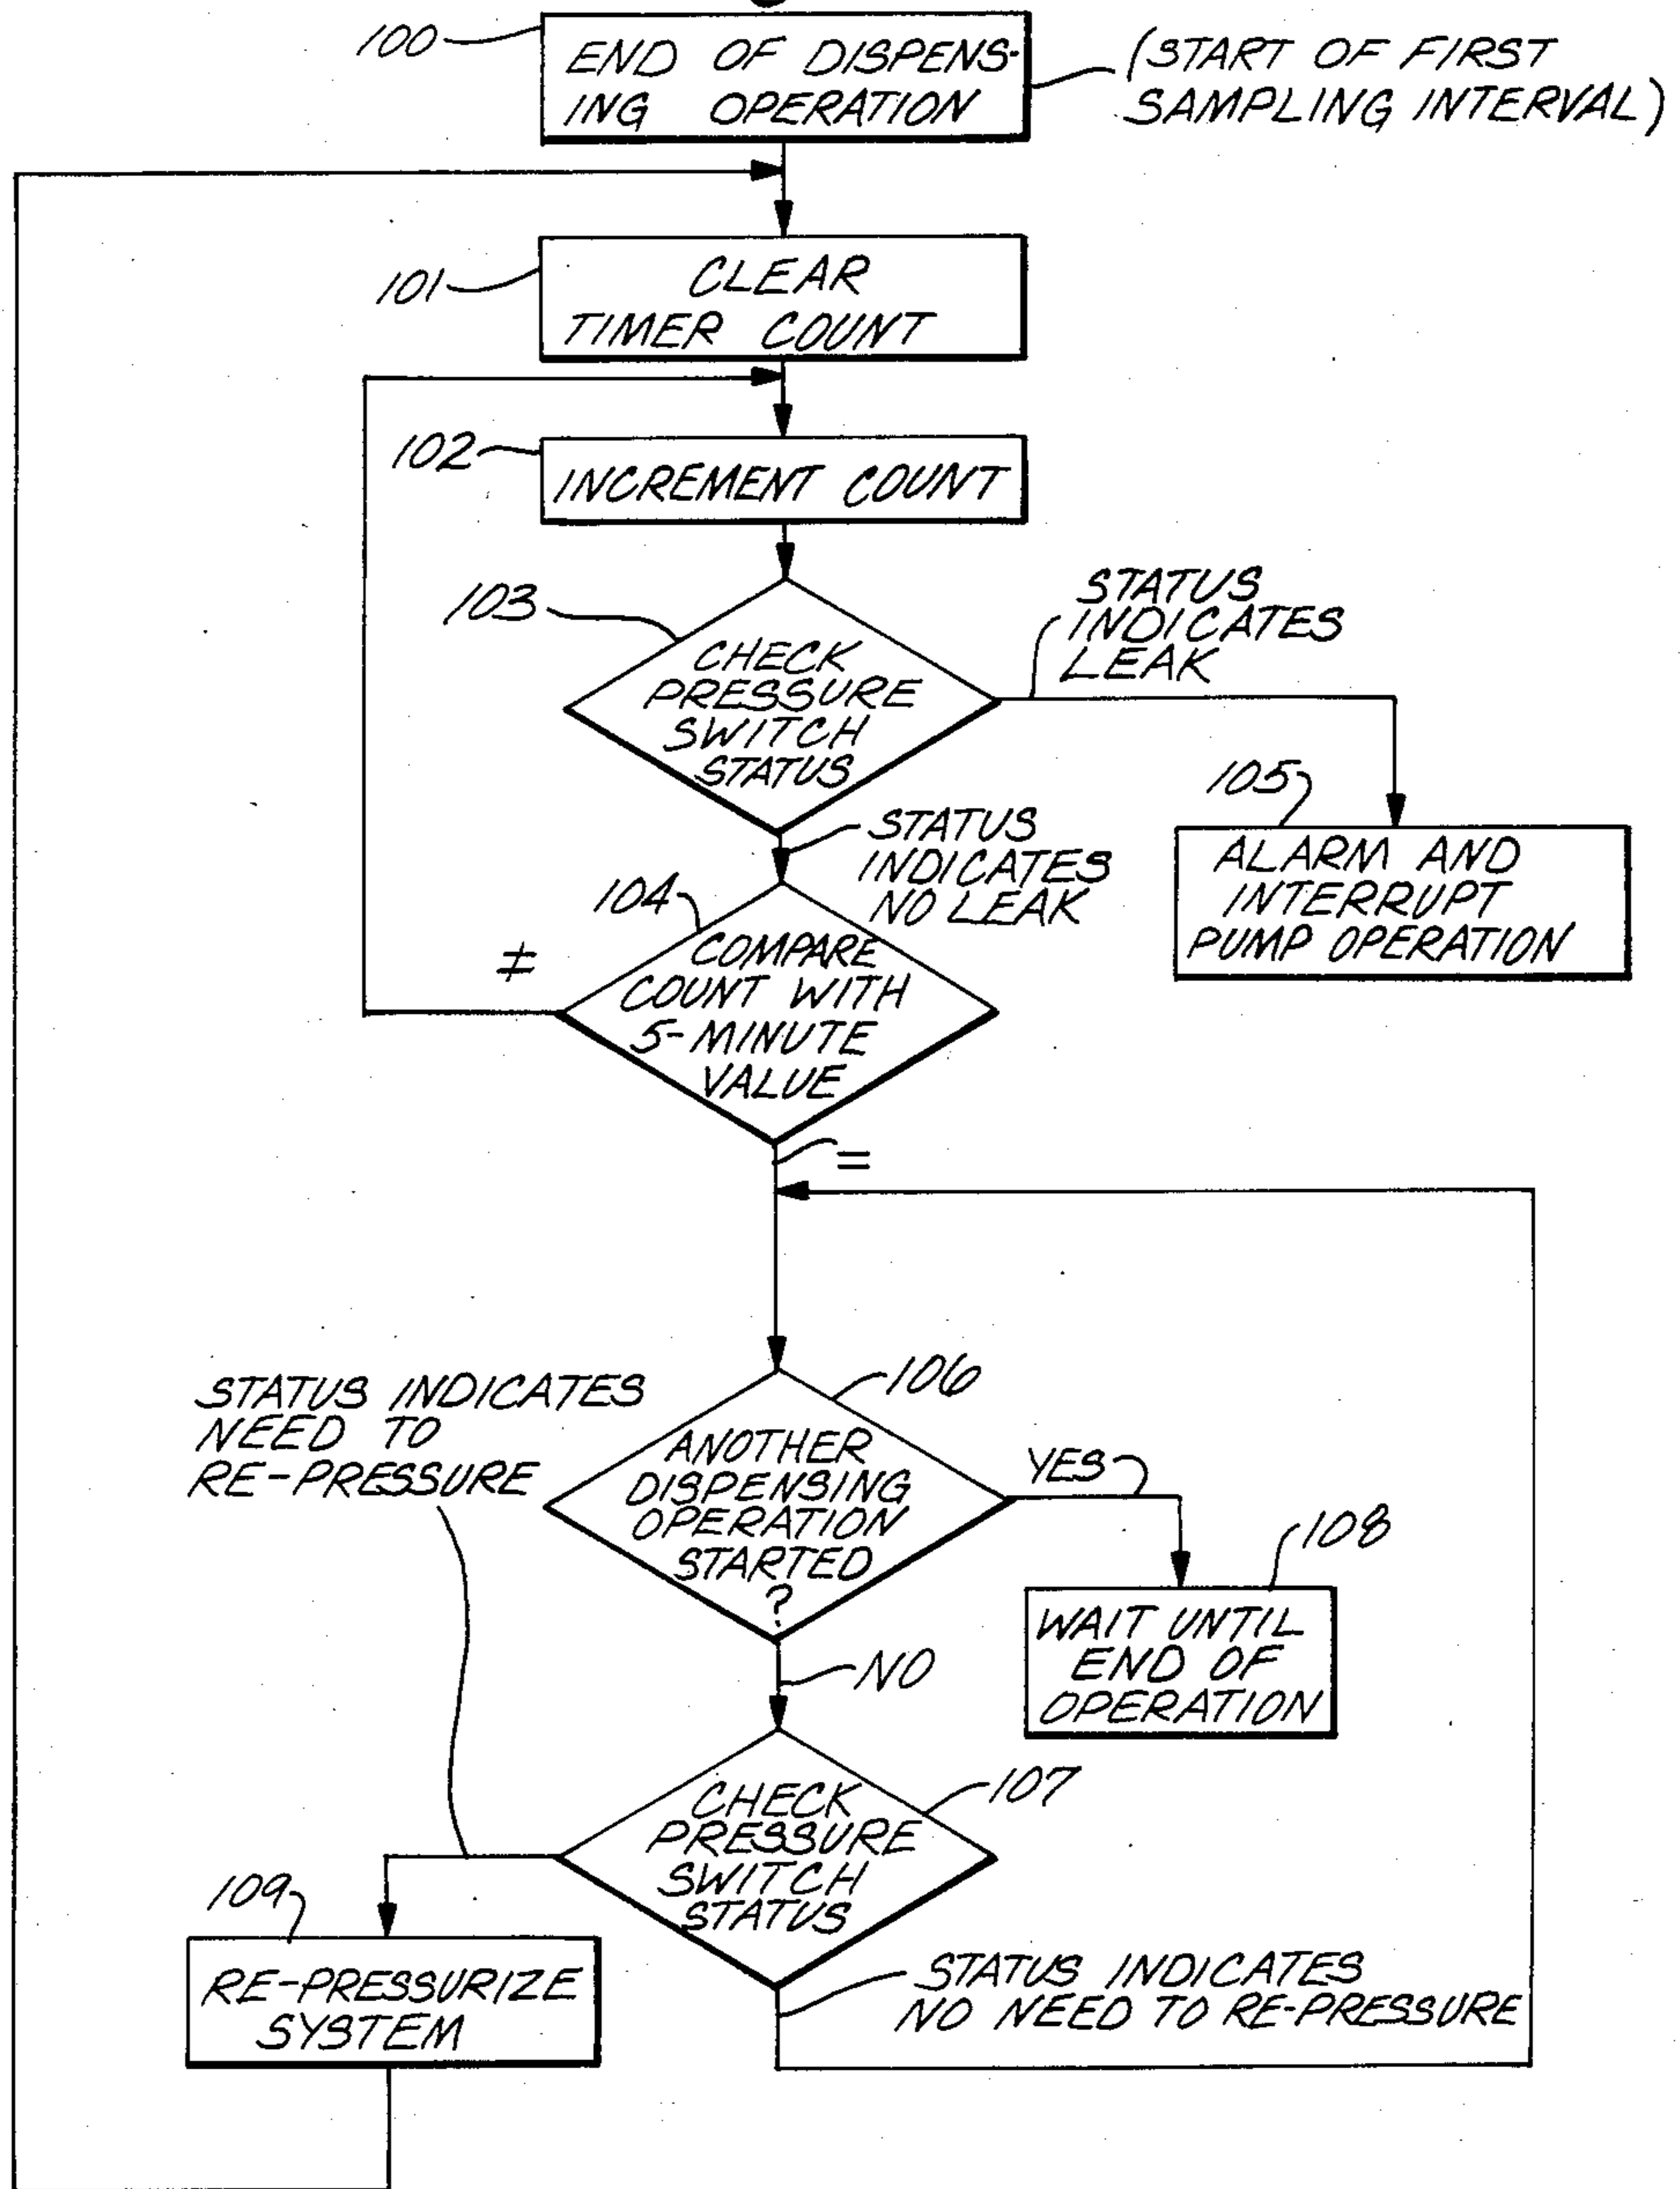 100
END OF DISPENS-
ING OPERATION
(START OF FIRST
SAMPLING INTERVAL)
101
CLEAR
TIMER COUNT
102
INCREMENT COUNT
103
CHECK
PRESSURE
SWITCH
STATUS
STATUS
INDICATES
LEAK
105
ALARM AND
INTERRUPT
PUMP OPERATION
STATUS
INDICATES
NO LEAK
104
COMPARE
COUNT WITH
5-MINUTE
VALUE
≠
=
106
ANOTHER
DISPENSING
OPERATION
STARTED
?
YES
108
WAIT UNTIL
END OF
OPERATION
NO
STATUS INDICATES
NEED TO
RE-PRESSURE
107
CHECK
PRESSURE
SWITCH
STATUS
109
RE-PRESSURIZE
SYSTEM
STATUS INDICATES
NO NEED TO RE-PRESSURE